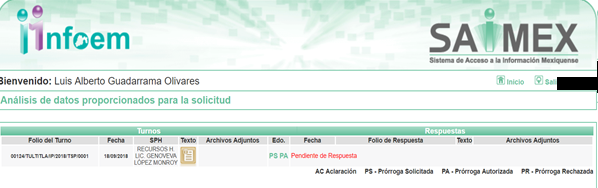 infoem
SAIMEX
Sistema de Acceso a la Información Mexiquense
Bienvenido: Luis Alberto Guadarrama Olivares
Inicio
Análisis de datos proporcionados para la solicitud
Turnos Respuestas
Folio del Turno Fecha SPH Texto Archivos Adjuntos Edo. Fecha Folio de Respuesta Texto Archivos Adjuntos
00124/TULTITLA/IP/2018/TSP/0001 18/09/2018 RECURSOS H. LIC. GENOVEVA LÓPEZ MONROY PS PA Pendiente de Respuesta
AC Aclaración PS - Prórroga Solicitada PA - Prórroga Autorizada PR - Prórroga Rechazada